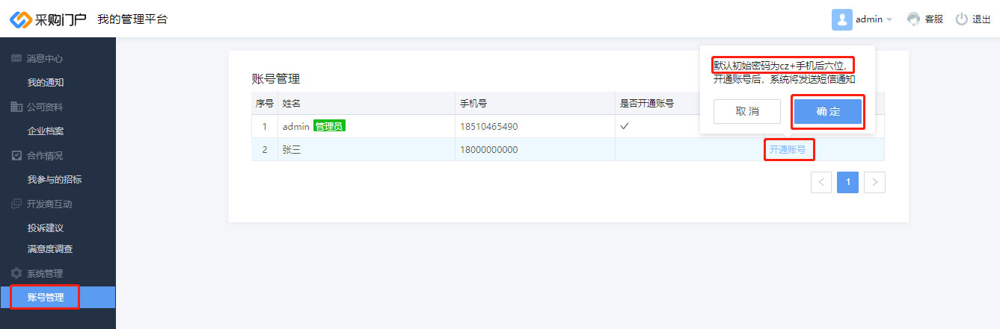 采购门户 我的管理平台 admin 客服 退出
消息中心
我的通知
公司资料
企业档案
合作情况
我参与的招标
开发商互动
投诉建议
满意度调查
系统管理
账号管理
账号管理
序号 姓名 手机号 是否开通账号
1 admin 管理员 18510465490
2 张三 18000000000 开通账号
默认初始密码为cz+手机后六位,
开通账号后，系统将发送短信通知
取 消 确 定
< 1 >